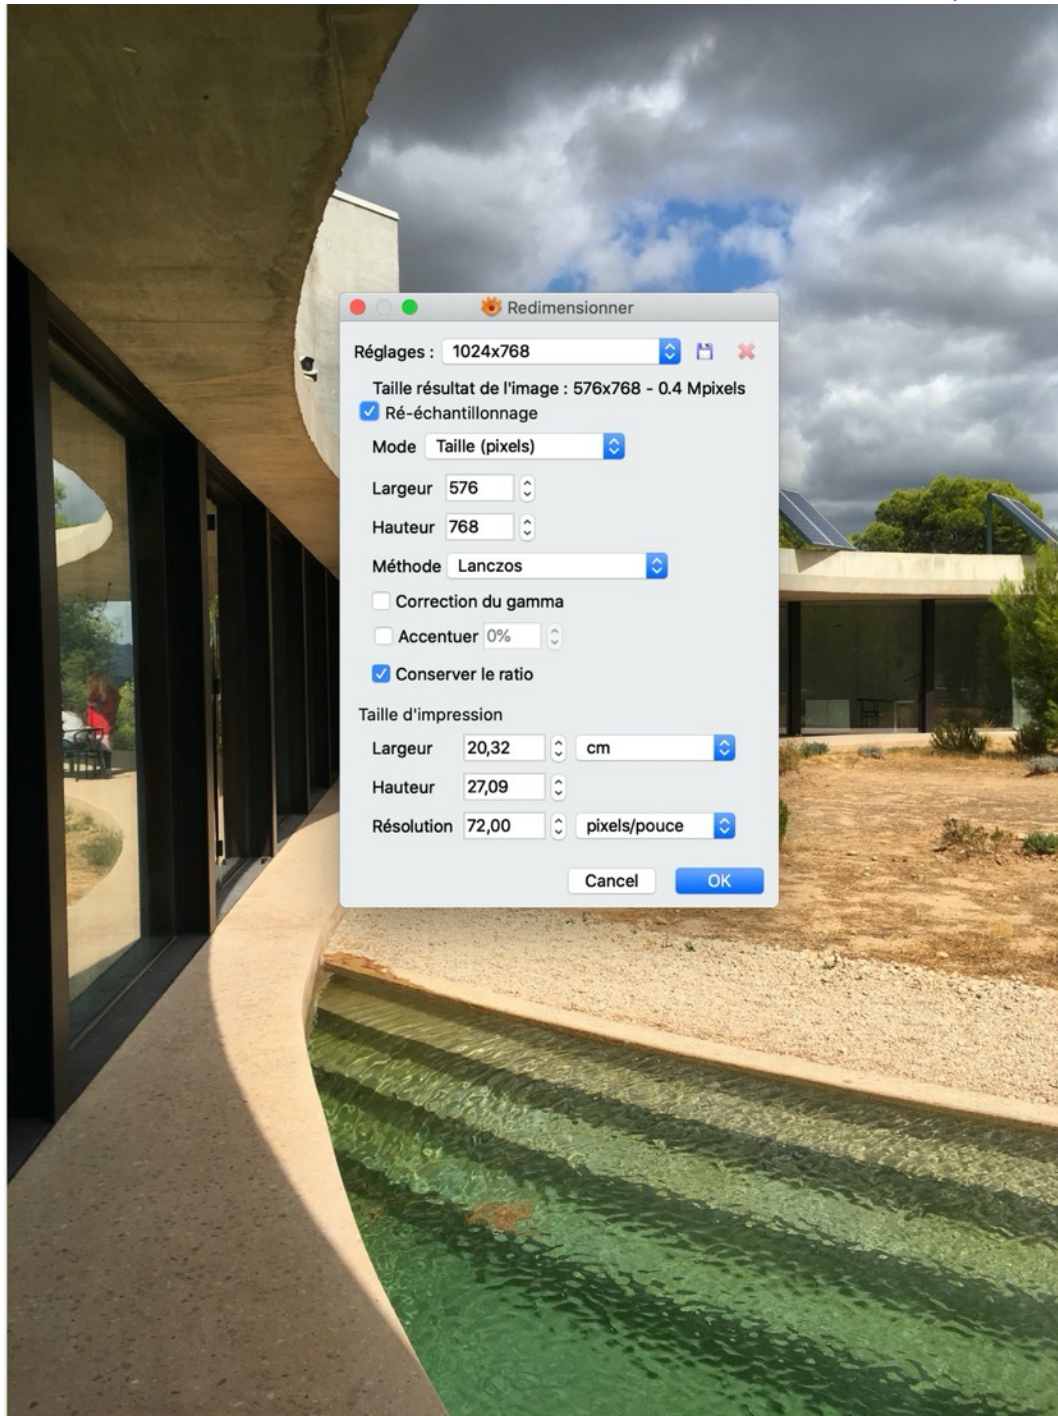 Redimensionner
Réglages : 1024x768
Taille résultat de l'image : 576x768 - 0.4 Mpixels
Ré-échantillonnage
Mode Taille (pixels)
Largeur 576
Hauteur 768
Méthode Lanczos
Correction du gamma
Accentuer 0%
Conserver le ratio
Taille d'impression
Largeur 20,32 cm
Hauteur 27,09
Résolution 72,00 pixels/pouce
Cancel OK